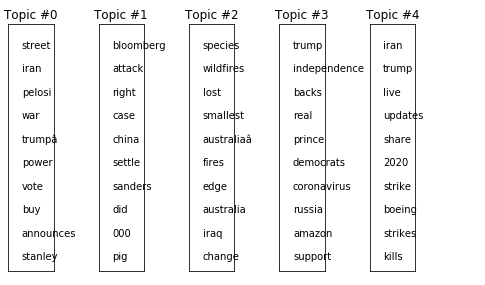 Topic #0 Topic #1 Topic #2 Topic #3 Topic #4
street bloomberg species trump iran
iran attack wildfires independence trump
pelosi right lost backs live
war case smallest real updates
trumpâ china australiaâ prince share
power settle fires democrats 2020
vote sanders edge coronavirus strike
buy did australia russia boeing
announces 000 iraq amazon strikes
stanley pig change support kills